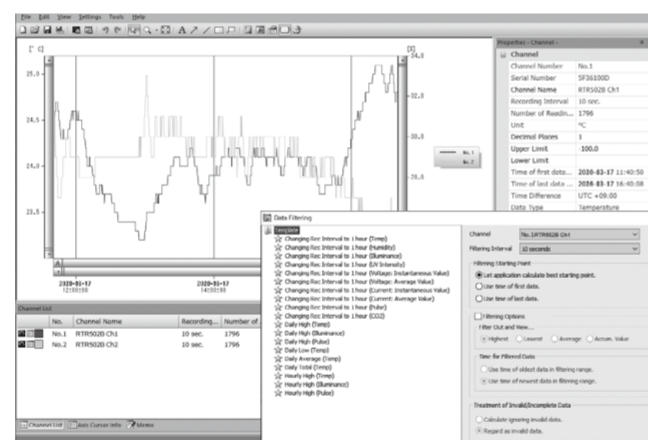 File Edit View Settings Tools Help
[° C]
[%]
25.0
24.5
24.0
23.5
34.0
32.0
30.0
28.0
No. 1
No. 2
2020-03-17
12:00:00
2020-03-17
14:00:00
Properties - Channel -
Channel
Channel Number No.1
Serial Number
Channel Name RTR502B Ch1
Recording Interval 10 sec.
Number of Readin... 1796
Unit °C
Decimal Places 1
Upper Limit -100.0
Lower Limit
Time of first data... 2020-03-17 11:40:50
Time of last data ... 2020-03-17 16:40:08
Time Difference UTC +09:00
Data Type Temperature
Channel List
No. Channel Name Recording... Number of
No.1 RTR502B Ch1 10 sec. 1796
No.2 RTR502B Ch2 10 sec. 1796
Channel List Axis Cursor Info Memo
Data Filtering
Template
Changing Rec Interval to 1 hour (Temp)
Changing Rec Interval to 1 hour (Humidity)
Changing Rec Interval to 1 hour (Illuminance)
Changing Rec Interval to 1 hour (UV Intensity)
Changing Rec Interval to 1 hour (Voltage: Instantaneous Value)
Changing Rec Interval to 1 hour (Voltage: Average Value)
Changing Rec Interval to 1 hour (Current: Instantaneous Value)
Changing Rec Interval to 1 hour (Current: Average Value)
Changing Rec Interval to 1 hour (Pulse)
Changing Rec Interval to 1 hour (CO2)
Daily High (Temp)
Daily High (Illuminance)
Daily High (Pulse)
Daily Low (Temp)
Daily Average (Temp)
Daily Total (Temp)
Hourly High (Temp)
Hourly High (Illuminance)
Hourly High (Pulse)
Channel No.1:RTR502B Ch1
Filtering Interval 10 seconds
Filtering Starting Point
Let application calculate best starting point.
Use time of first data.
Use time of last data.
Filtering Options
Filter Out and View...
Highest Lowest Average Accum. Value
Time for Filtered Data
Use time of oldest data in filtering range.
Use time of newest data in filtering range.
Treatment of Invalid/Incomplete Data
Calculate ignoring invalid data.
Regard as invalid data.